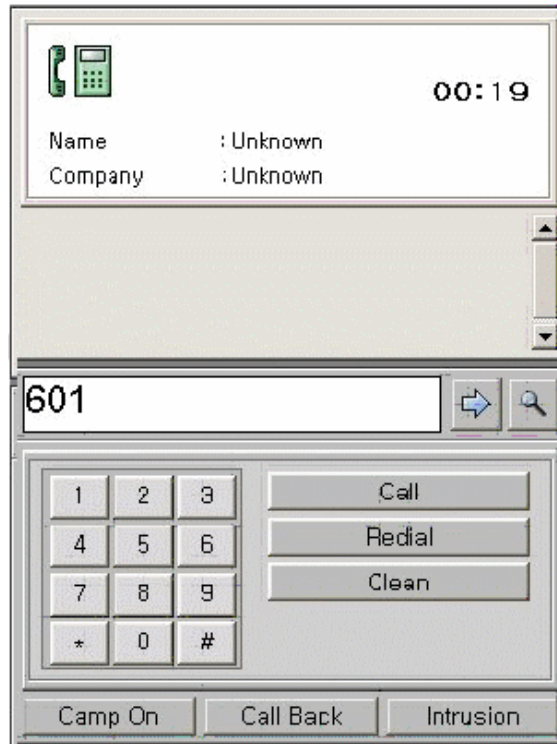 00:19
Name : Unknown
Company : Unknown
601
1 2 3 Call
4 5 6 Redial
7 8 9 Clean
* 0 #
Camp On Call Back Intrusion